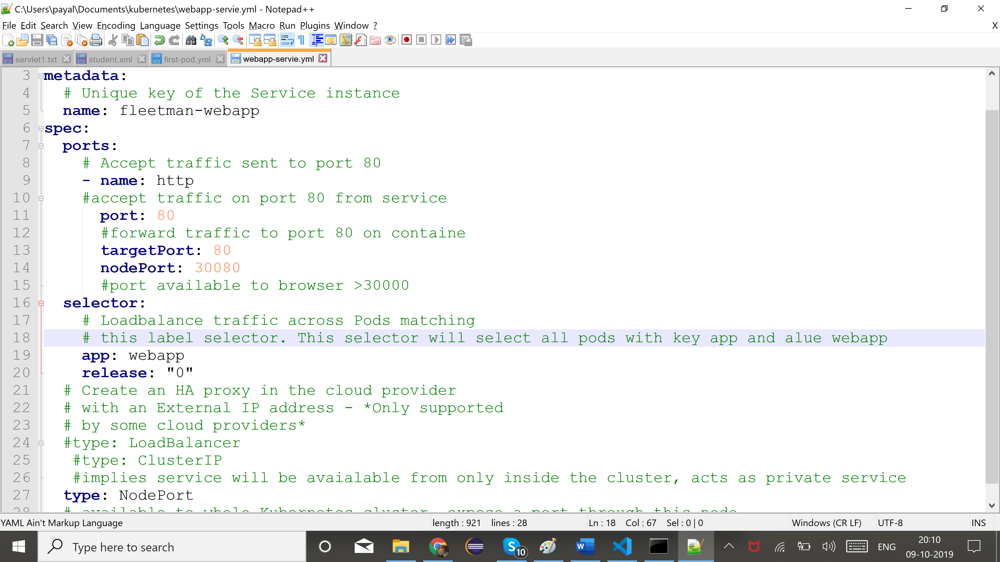 C:\Users\payal\Documents\kubernetes\webapp-servie.yml - Notepad++
File Edit Search View Encoding Language Settings Tools Macro Run Plugins Window ? X
servlet1.txt student.xml first-pod.yml webapp-servie.yml
3 metadata:
4 # Unique key of the Service instance
5 name: fleetman-webapp
6 spec:
7 ports:
8 # Accept traffic sent to port 80
9 - name: http
10 #accept traffic on port 80 from service
11 port: 80
12 #forward traffic to port 80 on containe
13 targetPort: 80
14 nodePort: 30080
15 #port available to browser >30000
16 selector:
17 # Loadbalance traffic across Pods matching
18 # this label selector. This selector will select all pods with key app and alue webapp
19 app: webapp
20 release: "0"
21 # Create an HA proxy in the cloud provider
22 # with an External IP address - *Only supported
23 # by some cloud providers*
24 #type: LoadBalancer
25 #type: ClusterIP
26 #implies service will be avaialable from only inside the cluster, acts as private service
27 type: NodePort
28 # available to whole Kubernetes cluster, expose a port through this node
YAML Ain't Markup Language length : 921 lines : 28 Ln : 18 Col : 67 Sel : 0 | 0 Windows (CR LF) UTF-8 INS
Type here to search 10 ENG 20:10
09-10-2019